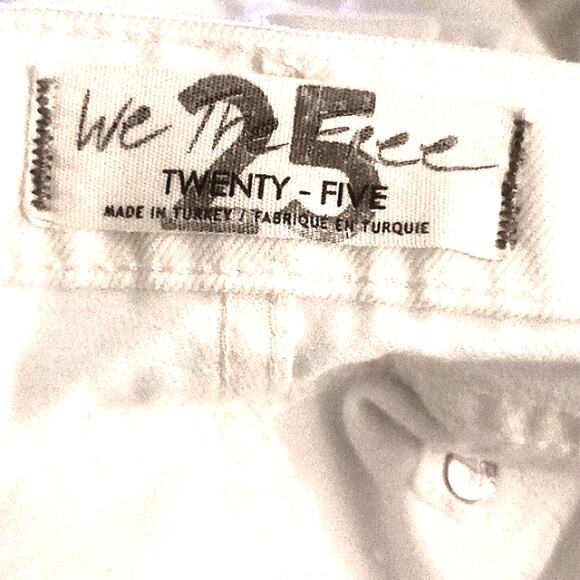 We The Free
25
TWENTY - FIVE
MADE IN TURKEY / FABRIQUÉ EN TURQUIE